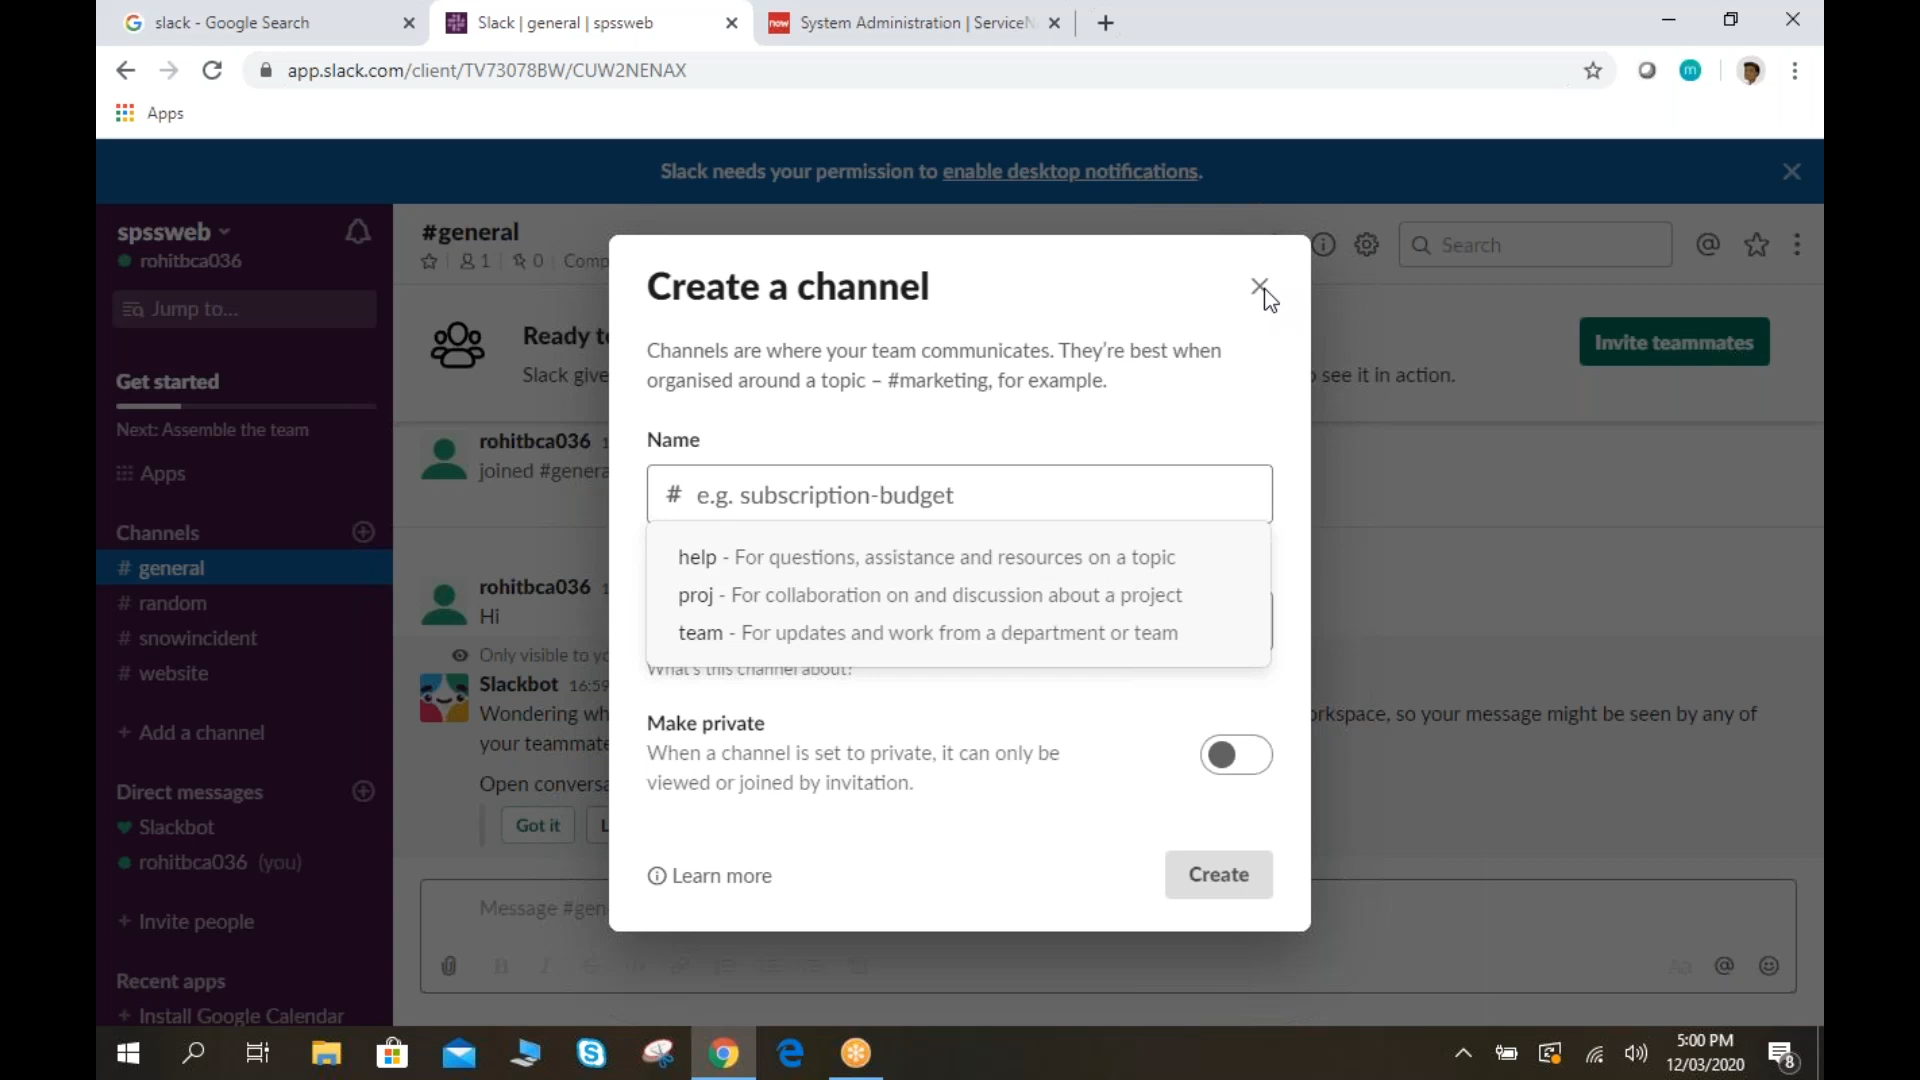 slack - Google Search
Slack | general | spssweb
now System Administration | ServiceN
app.slack.com/client/TV73078BW/CUW2NENAX
m
Apps
Slack needs your permission to enable desktop notifications.
spssweb
rohitbca036
Jump to...
Get started
Next: Assemble the team
Apps
Channels
# general
# random
# snowincident
# website
+ Add a channel
Direct messages
Slackbot
rohitbca036 (you)
+ Invite people
Recent apps
+ Install Google Calendar
#general
1 0 Comp
Search
Slack give
see it in action.
Invite teammates
rohitbca036
joined #genera
rohitbca036
Hi
Only visible to yo
Slackbot 16:59
Wondering wh
orkspace, so your message might be seen by any of
your teammate
Open conversa
Got it
Message #gen
Create a channel
Channels are where your team communicates. They're best when
organised around a topic – #marketing, for example.
Name
# e.g. subscription-budget
help - For questions, assistance and resources on a topic
proj - For collaboration on and discussion about a project
team - For updates and work from a department or team
What's this channel about?
Make private
When a channel is set to private, it can only be
viewed or joined by invitation.
Learn more
Create
5:00 PM
12/03/2020
8